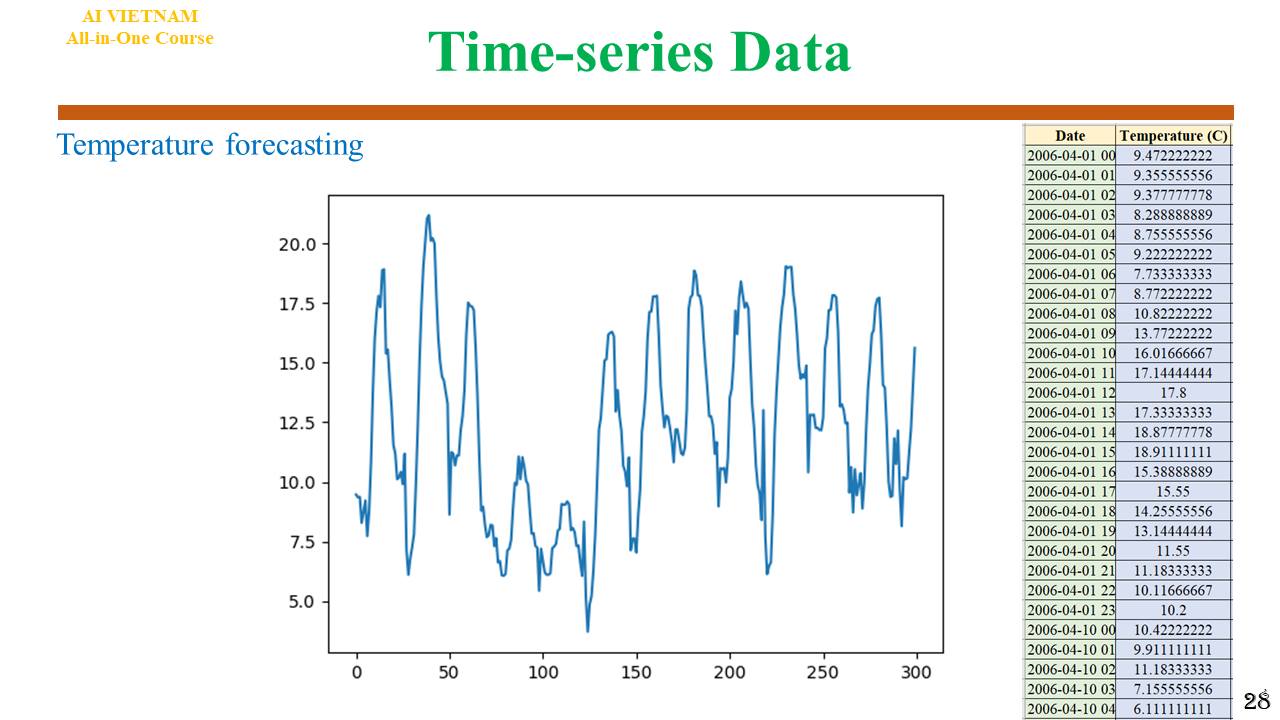 AI VIETNAM
All-in-One Course
Time-series Data
Temperature forecasting
20.0
17.5
15.0
12.5
10.0
7.5
5.0
0 50 100 150 200 250 300
Date Temperature (C)
2006-04-01 00 9.472222222
2006-04-01 01 9.355555556
2006-04-01 02 9.377777778
2006-04-01 03 8.288888889
2006-04-01 04 8.755555556
2006-04-01 05 9.222222222
2006-04-01 06 7.733333333
2006-04-01 07 8.772222222
2006-04-01 08 10.82222222
2006-04-01 09 13.77222222
2006-04-01 10 16.01666667
2006-04-01 11 17.14444444
2006-04-01 12 17.8
2006-04-01 13 17.33333333
2006-04-01 14 18.87777778
2006-04-01 15 18.91111111
2006-04-01 16 15.38888889
2006-04-01 17 15.55
2006-04-01 18 14.25555556
2006-04-01 19 13.14444444
2006-04-01 20 11.55
2006-04-01 21 11.18333333
2006-04-01 22 10.11666667
2006-04-01 23 10.2
2006-04-10 00 10.42222222
2006-04-10 01 9.911111111
2006-04-10 02 11.18333333
2006-04-10 03 7.155555556
2006-04-10 04 6.111111111
28